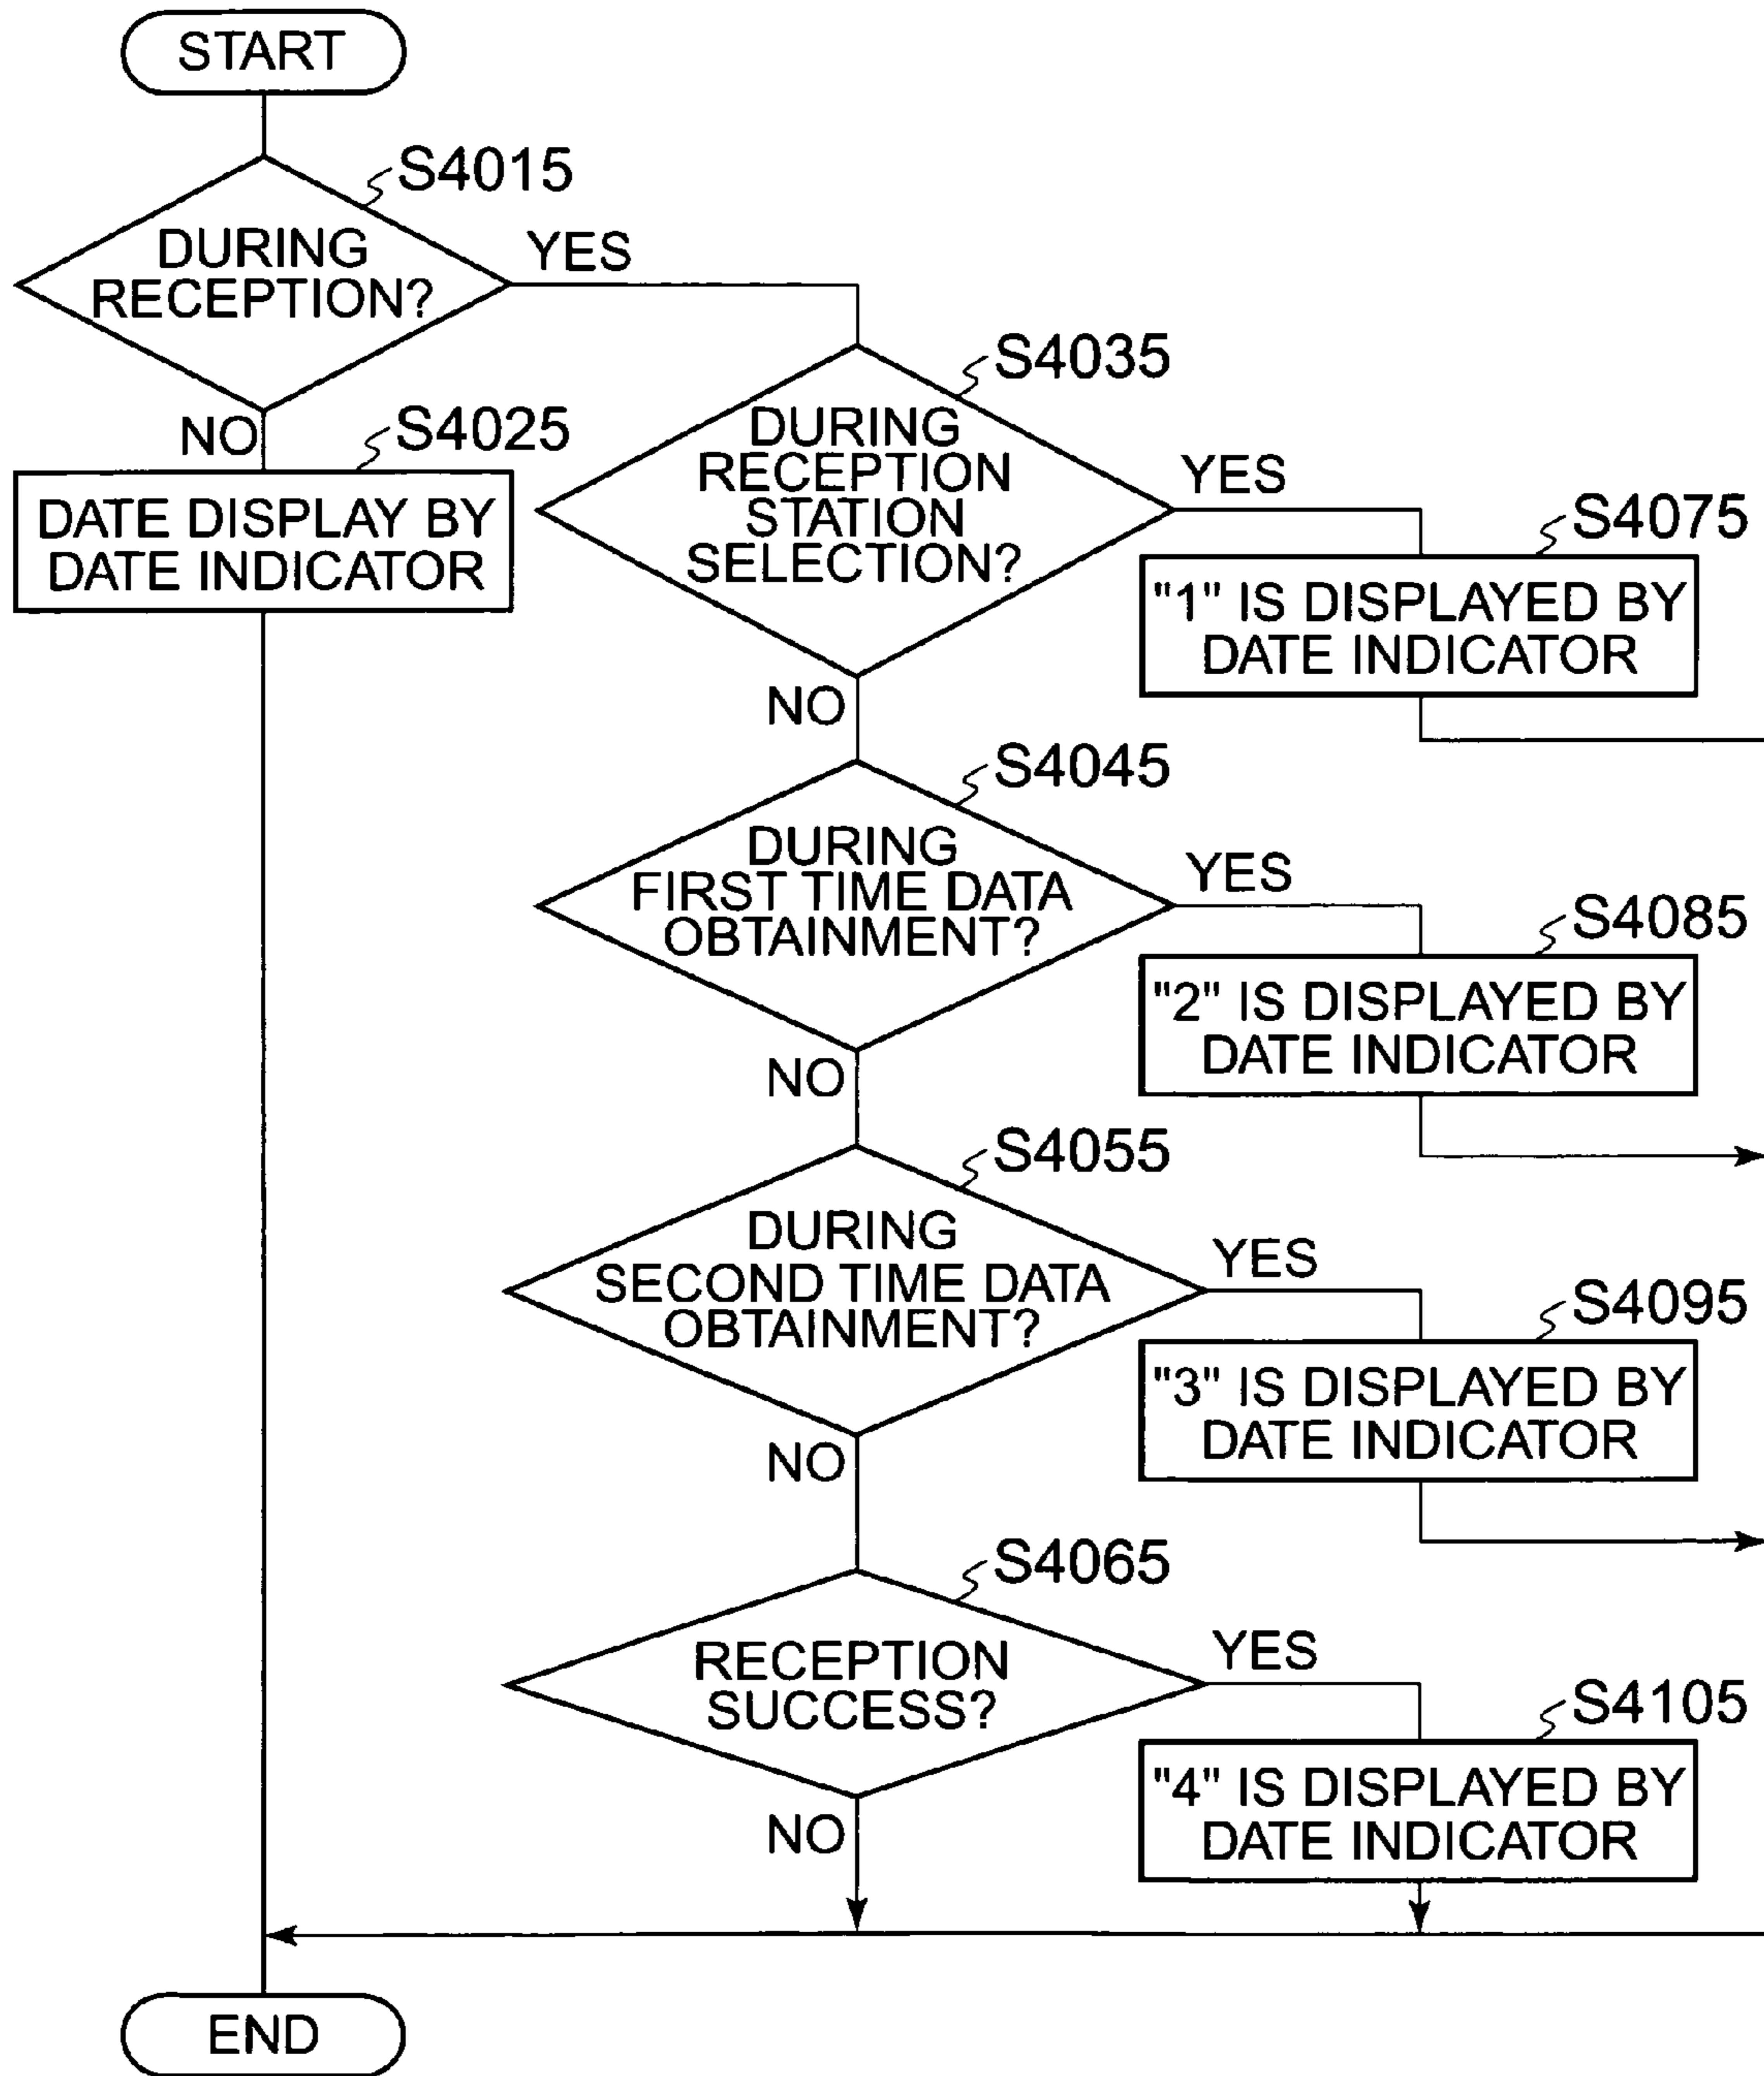 START
S4015
DURING
RECEPTION?
YES
NO
S4025
DATE DISPLAY BY
DATE INDICATOR
S4035
DURING
RECEPTION
STATION
SELECTION?
YES
S4075
"1" IS DISPLAYED BY
DATE INDICATOR
NO
S4045
DURING
FIRST TIME DATA
OBTAINMENT?
YES
S4085
"2" IS DISPLAYED BY
DATE INDICATOR
NO
S4055
DURING
SECOND TIME DATA
OBTAINMENT?
YES
S4095
"3" IS DISPLAYED BY
DATE INDICATOR
NO
S4065
RECEPTION
SUCCESS?
YES
S4105
"4" IS DISPLAYED BY
DATE INDICATOR
NO
END